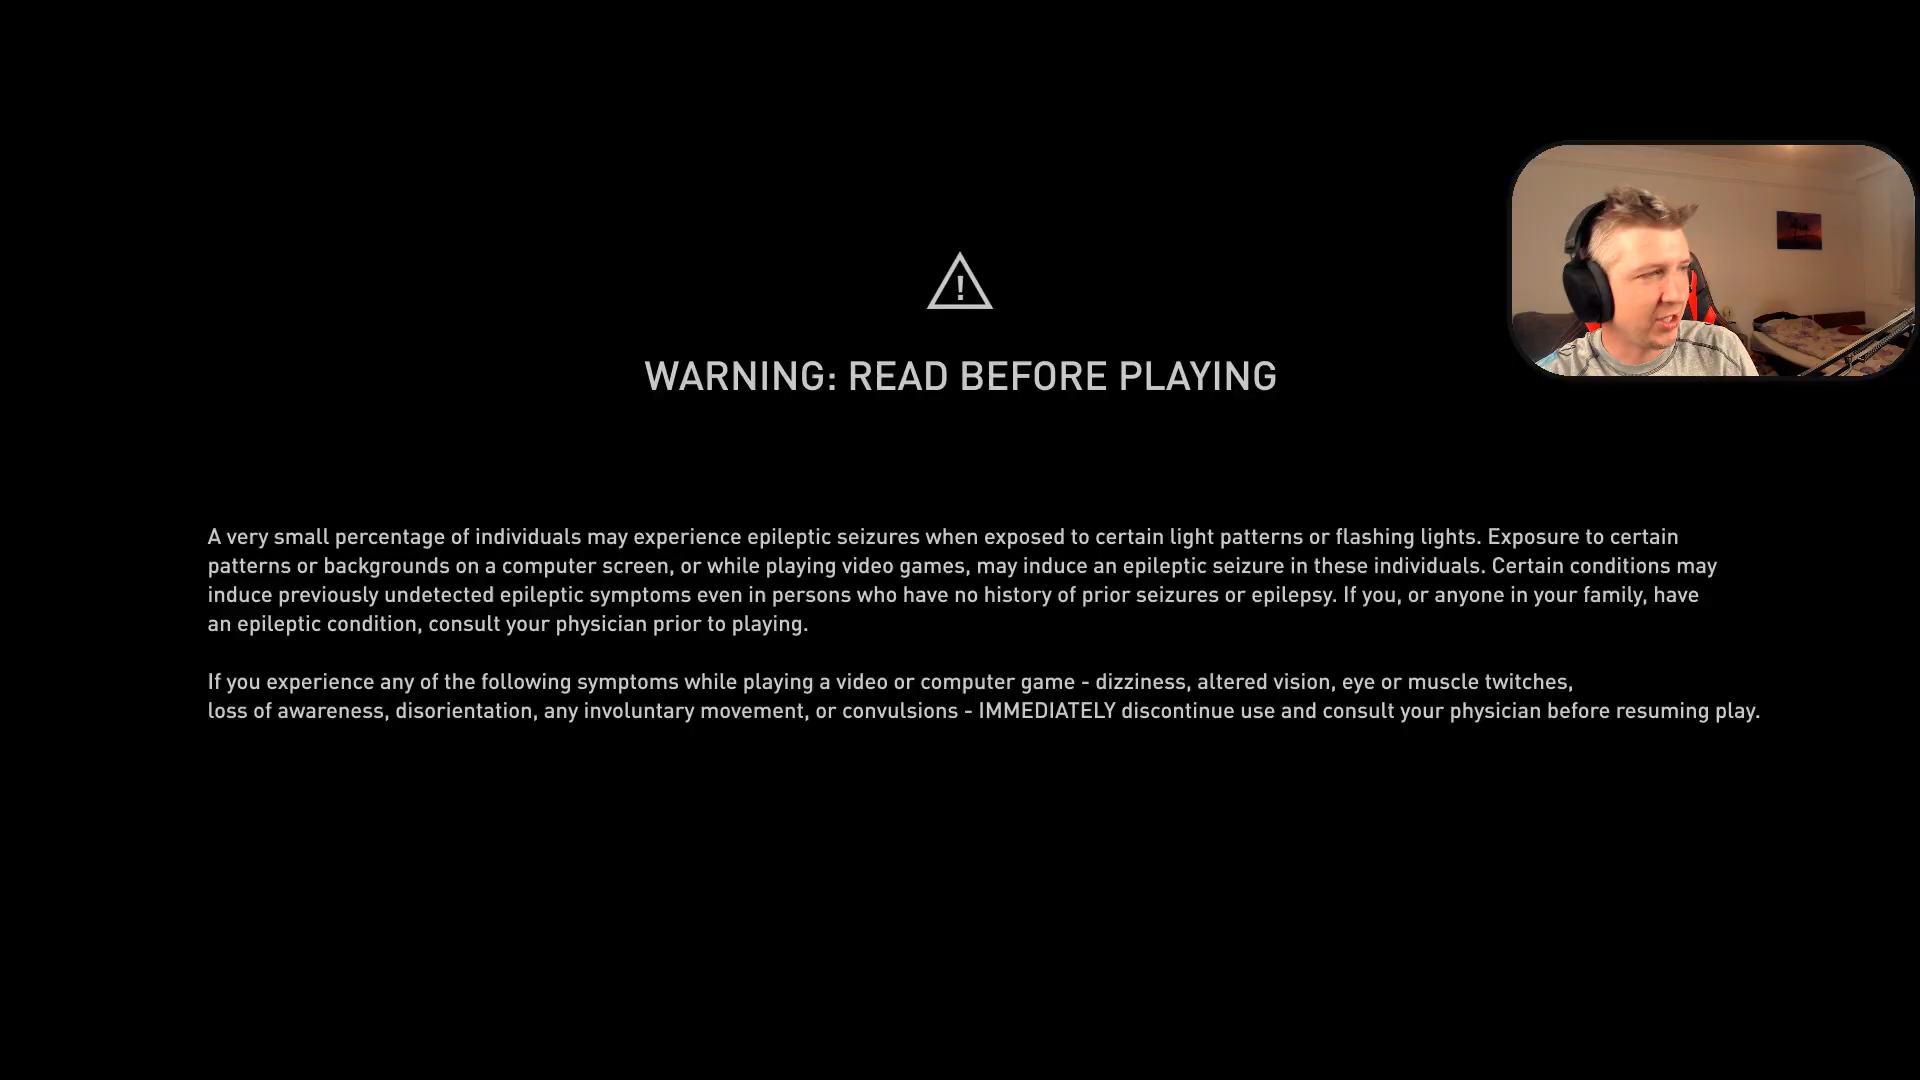 WARNING: READ BEFORE PLAYING
A very small percentage of individuals may experience epileptic seizures when exposed to certain light patterns or flashing lights. Exposure to certain
patterns or backgrounds on a computer screen, or while playing video games, may induce an epileptic seizure in these individuals. Certain conditions may
induce previously undetected epileptic symptoms even in persons who have no history of prior seizures or epilepsy. If you, or anyone in your family, have
an epileptic condition, consult your physician prior to playing.
If you experience any of the following symptoms while playing a video or computer game - dizziness, altered vision, eye or muscle twitches,
loss of awareness, disorientation, any involuntary movement, or convulsions - IMMEDIATELY discontinue use and consult your physician before resuming play.